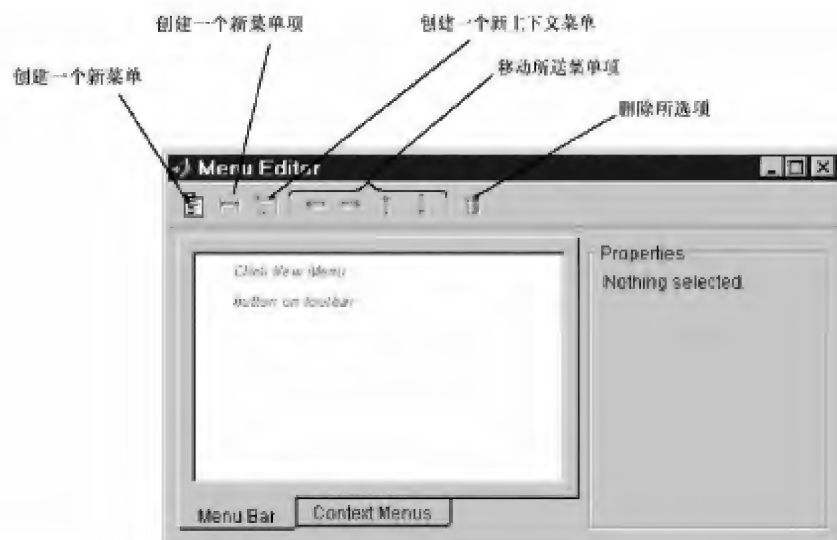 创建一个新菜单项
创建一个新上下文菜单
创建一个新菜单
移动所选菜单项
删除所选项
Menu Editor
Click New Menu
Button on toolbar
Properties
Nothing selected.
Menu Bar
Context Menus